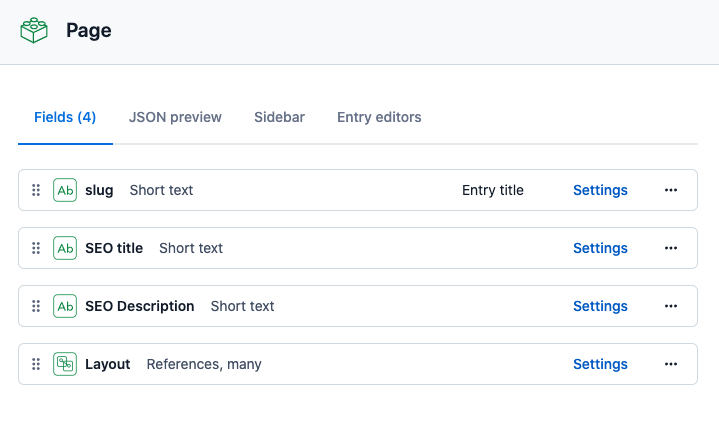 Page
Fields (4) JSON preview Sidebar Entry editors
Ab slug Short text Entry title Settings
Ab SEO title Short text Settings
Ab SEO Description Short text Settings
Layout References, many Settings